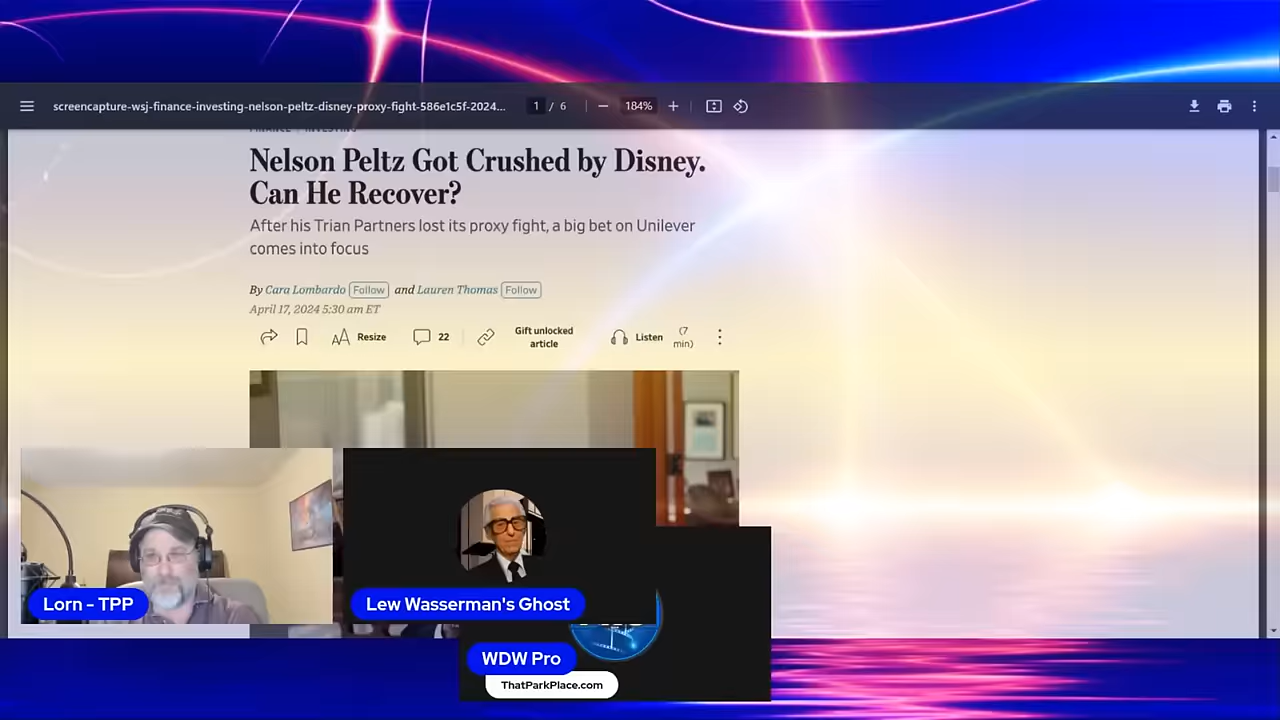 screencapture-wsj-finance-investing-nelson-peltz-disney-proxy-fight-586e1c5f-2024...
1 / 6
184%
FINANCE | INVESTING
Nelson Peltz Got Crushed by Disney.
Can He Recover?
After his Trian Partners lost its proxy fight, a big bet on Unilever
comes into focus
By Cara Lombardo Follow and Lauren Thomas Follow
April 17, 2024 5:30 am ET
AA Resize
22
Gift unlocked
article
Listen
(7
min)
Lorn - TPP
Lew Wasserman's Ghost
WDW Pro
ThatParkPlace.com